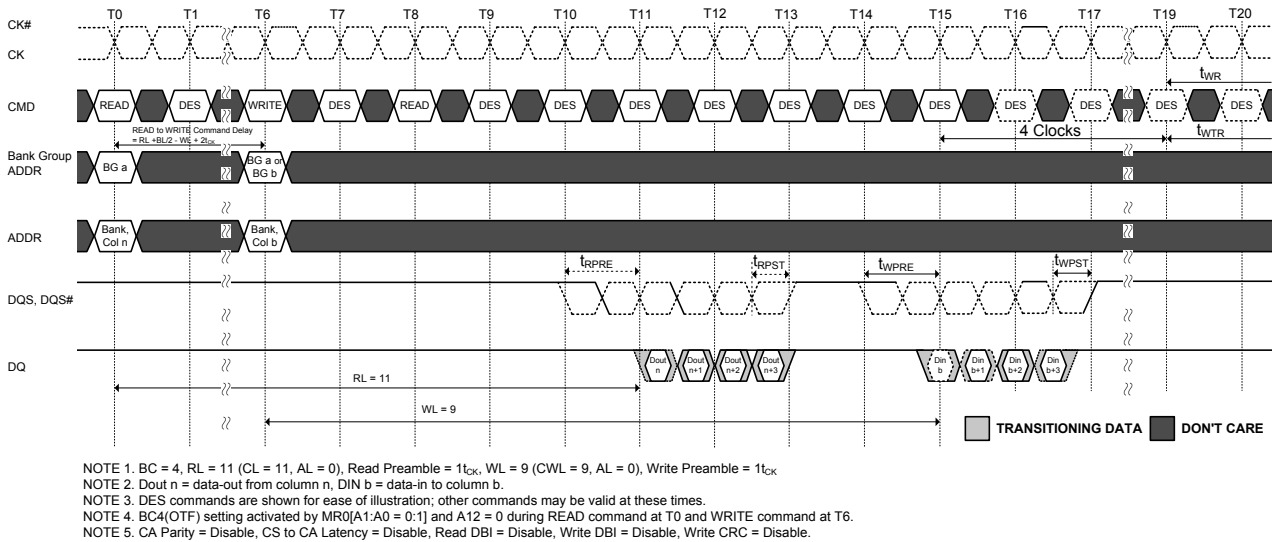 T0 T1 T6 T7 T8 T9 T10 T11 T12 T13 T14 T15 T16 T17 T19 T20
CK#
CK
tWR
CMD READ DES WRITE DES READ DES DES DES DES DES DES DES DES DES DES DES
READ to WRITE Command Delay
= RL +BL/2 - WL + 2tCK
4 Clocks
tWTR
Bank Group
ADDR
BG a
BG a or
BG b
ADDR
Bank,
Col n
Bank,
Col b
tRPRE tRPST tWPRE tWPST
DQS, DQS#
DQ
Dout
n
Dout
n+1
Dout
n+2
Dout
n+3
Din
b
Din
b+1
Din
b+2
Din
b+3
RL = 11
WL = 9
TRANSITIONING DATA DON'T CARE
NOTE 1. BC = 4, RL = 11 (CL = 11, AL = 0), Read Preamble = 1tCK, WL = 9 (CWL = 9, AL = 0), Write Preamble = 1tCK
NOTE 2. Dout n = data-out from column n, DIN b = data-in to column b.
NOTE 3. DES commands are shown for ease of illustration; other commands may be valid at these times.
NOTE 4. BC4(OTF) setting activated by MR0[A1:A0 = 0:1] and A12 = 0 during READ command at T0 and WRITE command at T6.
NOTE 5. CA Parity = Disable, CS to CA Latency = Disable, Read DBI = Disable, Write DBI = Disable, Write CRC = Disable.